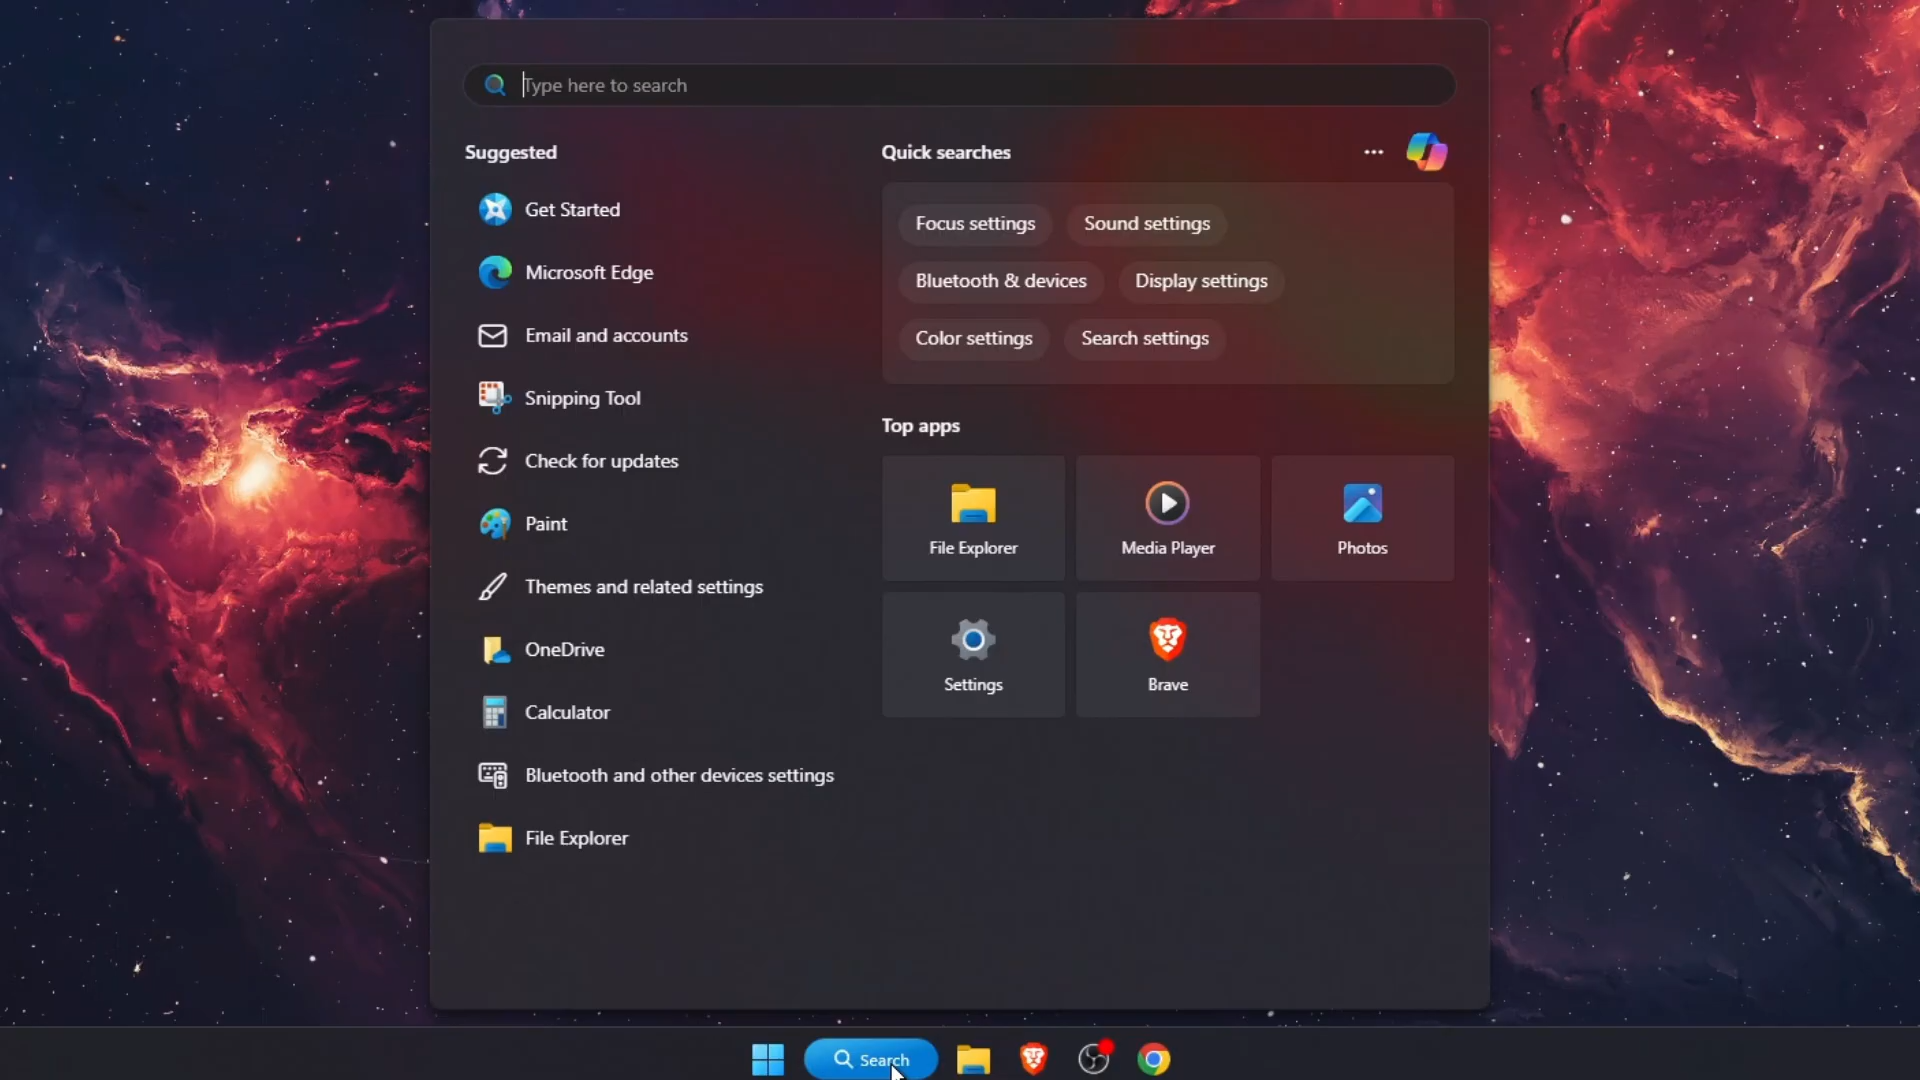 Type here to search
Suggested
Get Started
Microsoft Edge
Email and accounts
Snipping Tool
Check for updates
Paint
Themes and related settings
OneDrive
Calculator
Bluetooth and other devices settings
File Explorer
Quick searches
Focus settings
Sound settings
Bluetooth & devices
Display settings
Color settings
Search settings
Top apps
File Explorer
Media Player
Photos
Settings
Brave
Search